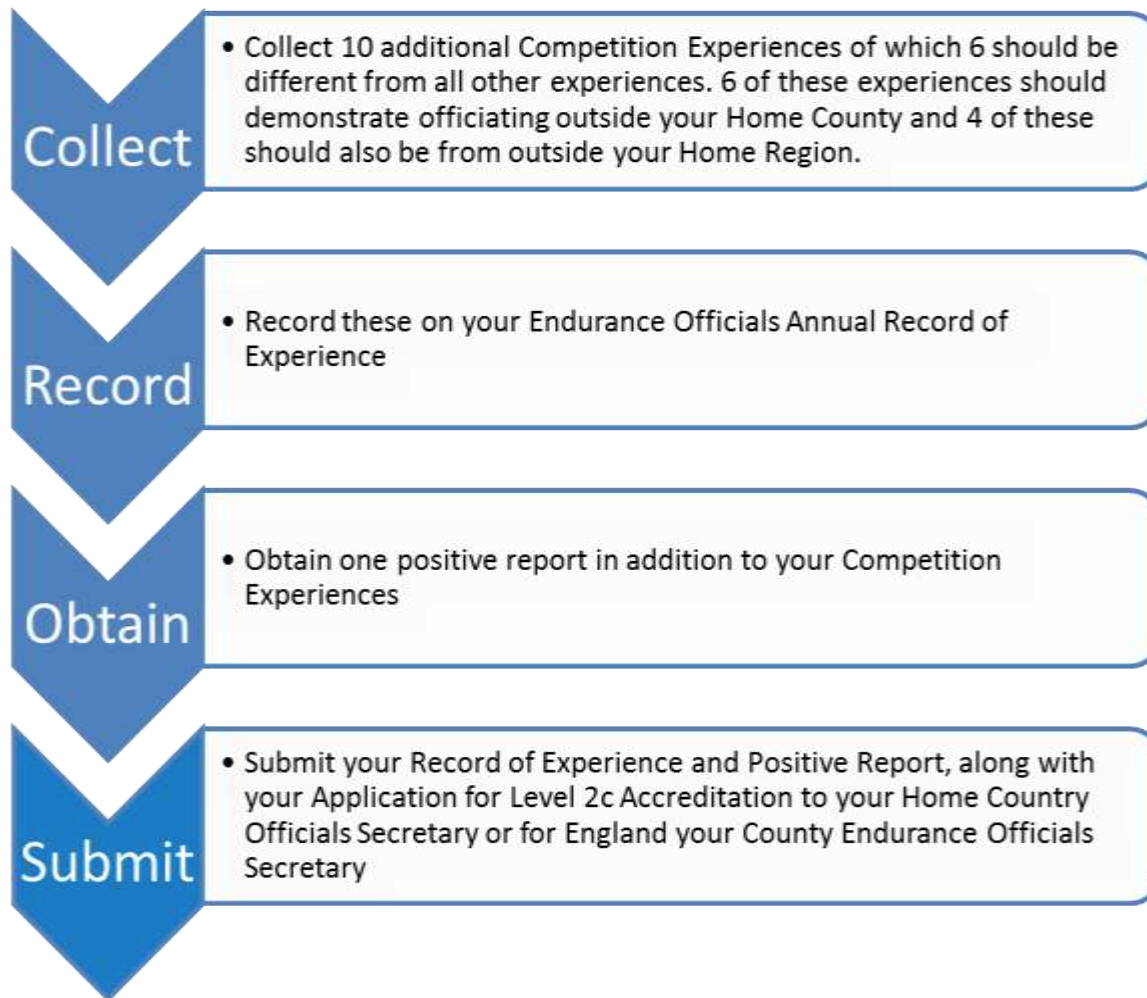 Collect
• Collect 10 additional Competition Experiences of which 6 should be
different from all other experiences. 6 of these experiences should
demonstrate officiating outside your Home County and 4 of these
should also be from outside your Home Region.
Record
• Record these on your Endurance Officials Annual Record of
Experience
Obtain
• Obtain one positive report in addition to your Competition
Experiences
Submit
• Submit your Record of Experience and Positive Report, along with
your Application for Level 2c Accreditation to your Home Country
Officials Secretary or for England your County Endurance Officials
Secretary